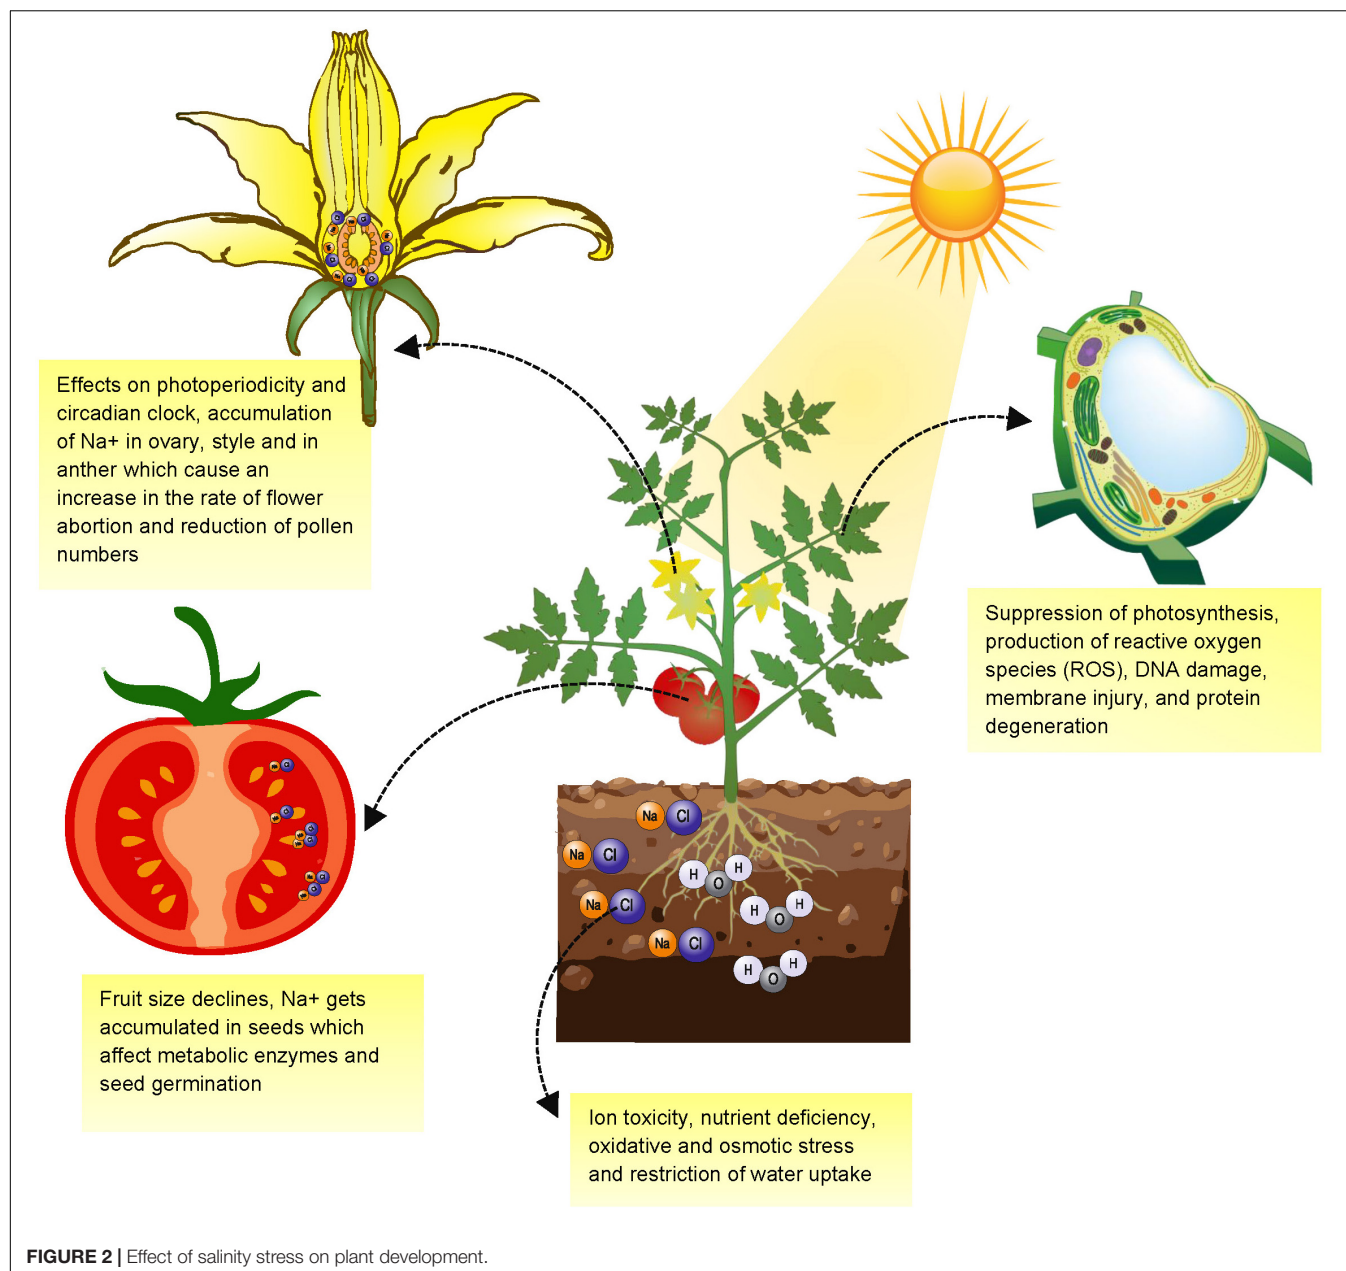 Effects on photoperiodicity and
circadian clock, accumulation
of Na+ in ovary, style and in
anther which cause an
increase in the rate of flower
abortion and reduction of pollen
numbers
Suppression of photosynthesis,
production of reactive oxygen
species (ROS), DNA damage,
membrane injury, and protein
degeneration
Na Cl
Na Cl
H O H
Na Cl
H O H
Na Cl
H O H
Fruit size declines, Na+ gets
accumulated in seeds which
affect metabolic enzymes and
seed germination
Ion toxicity, nutrient deficiency,
oxidative and osmotic stress
and restriction of water uptake
FIGURE 2 | Effect of salinity stress on plant development.